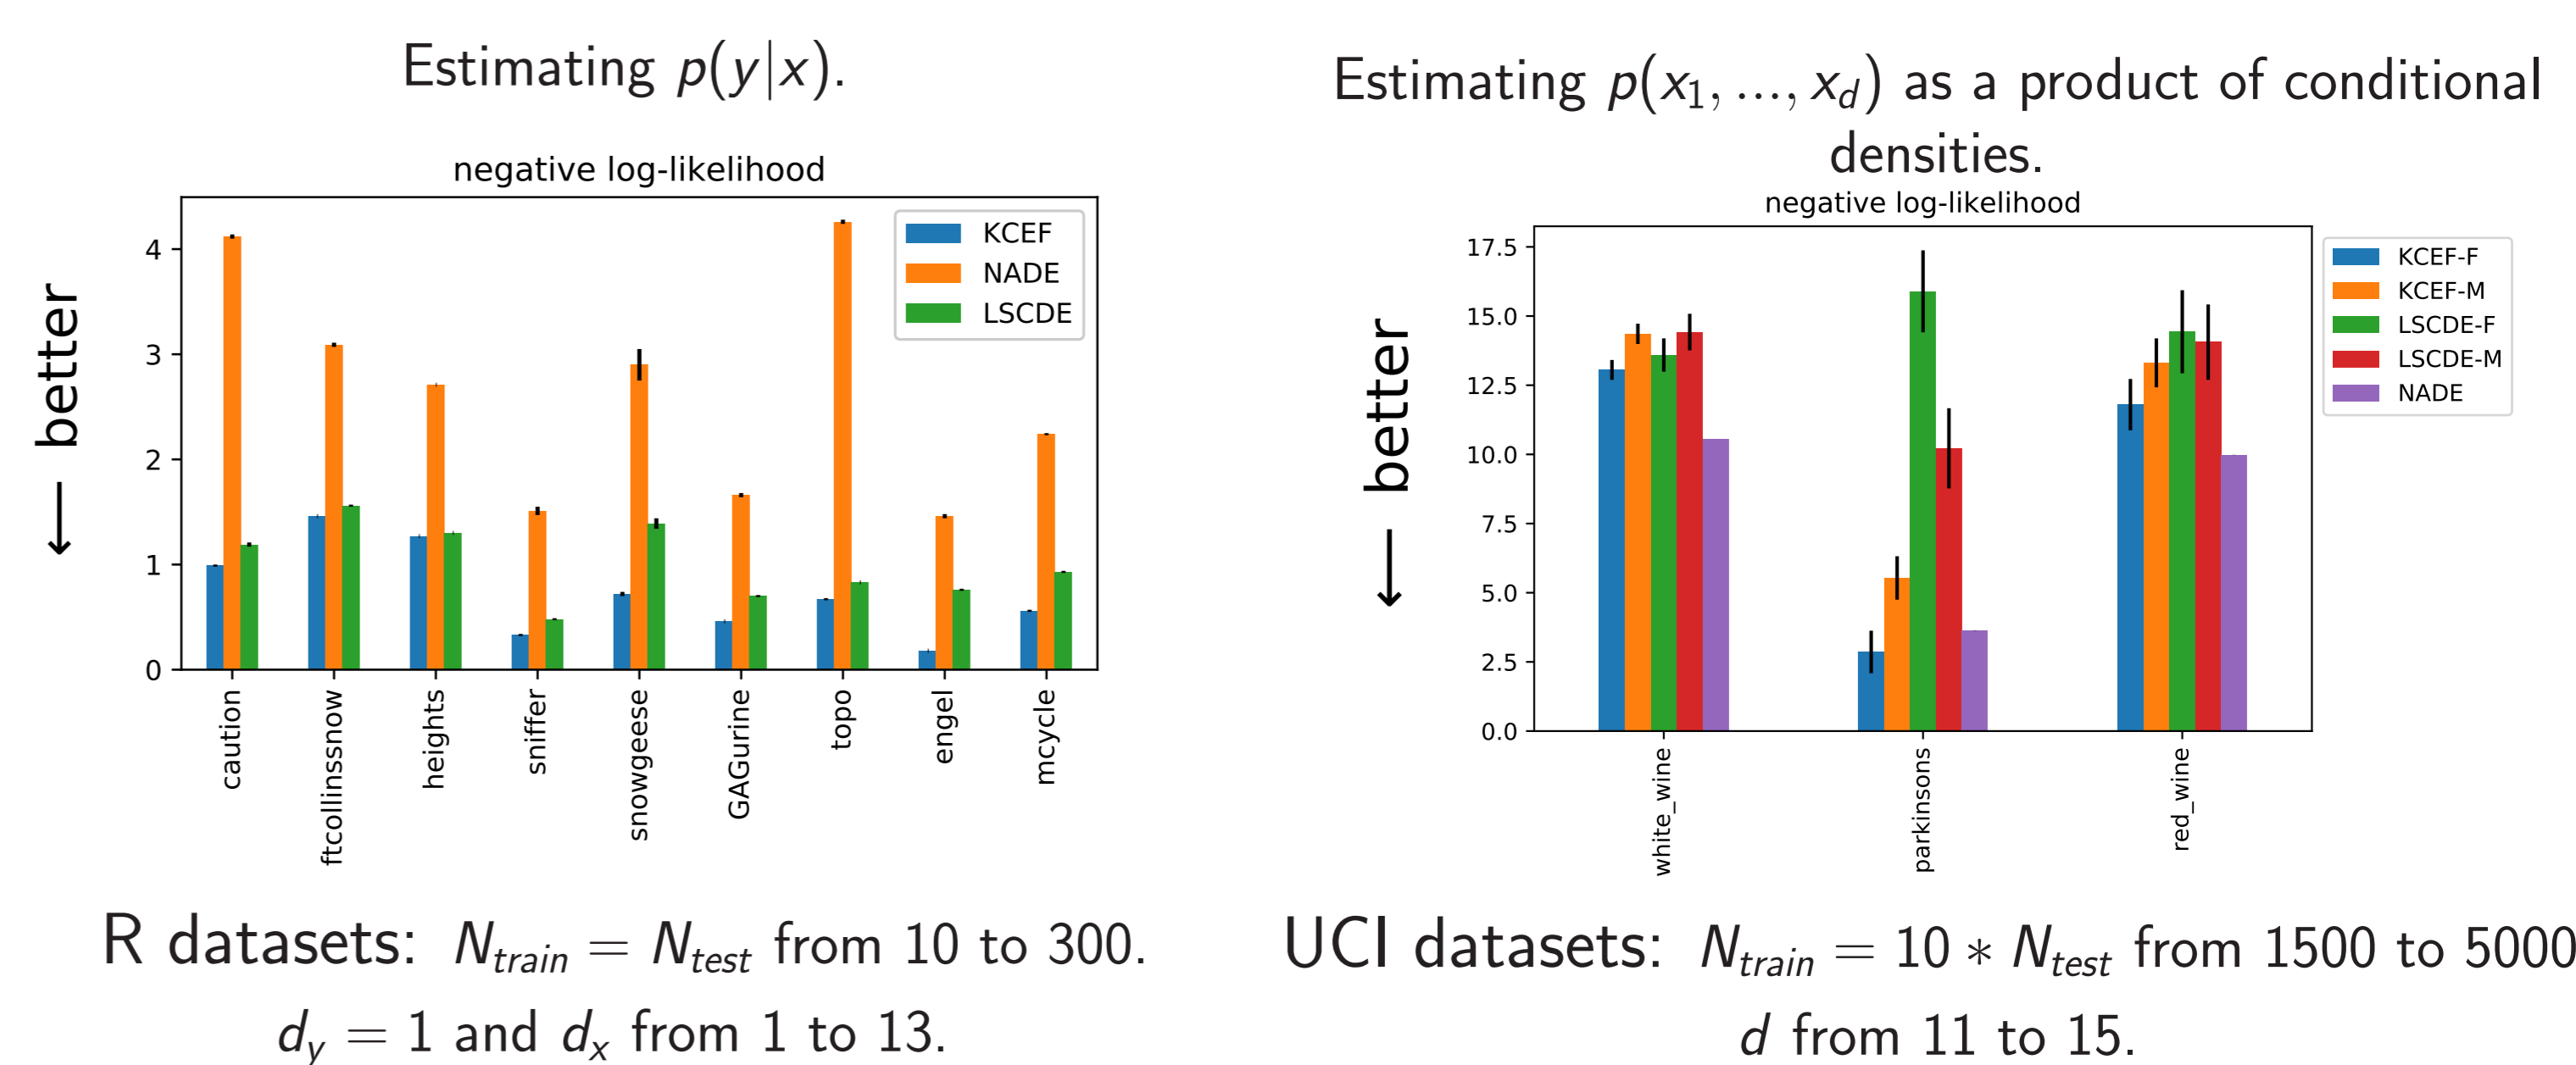 Estimating p(y|x).
negative log-likelihood
← better
4
3
2
1
0
KCEF
NADE
LSCDE
caution
ftcollinssnow
heights
sniffer
snowgeese
GAGurine
topo
engel
mcycle
R datasets: N_train = N_test from 10 to 300.
d_y = 1 and d_x from 1 to 13.
Estimating p(x_1, ..., x_d) as a product of conditional
densities.
negative log-likelihood
← better
17.5
15.0
12.5
10.0
7.5
5.0
2.5
0.0
KCEF-F
KCEF-M
LSCDE-F
LSCDE-M
NADE
white_wine
parkinsons
red_wine
UCI datasets: N_train = 10 * N_test from 1500 to 5000
d from 11 to 15.